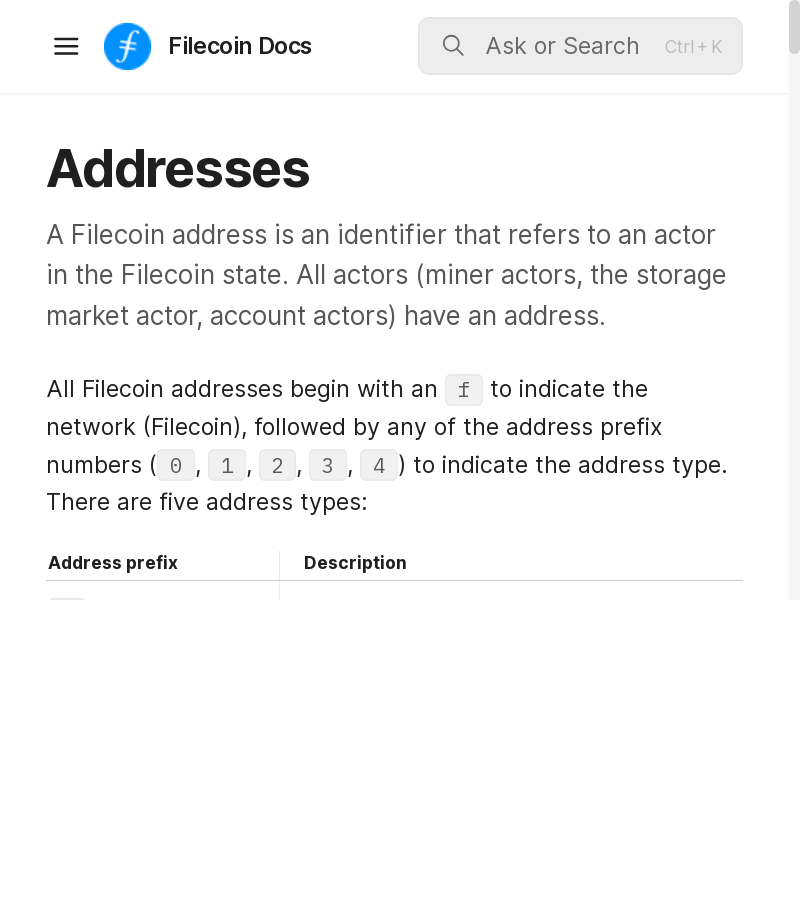 Filecoin Docs
Ask or Search Ctrl + K
Addresses
A Filecoin address is an identifier that refers to an actor
in the Filecoin state. All actors (miner actors, the storage
market actor, account actors) have an address.
All Filecoin addresses begin with an f to indicate the
network (Filecoin), followed by any of the address prefix
numbers (0, 1, 2, 3, 4) to indicate the address type.
There are five address types:
Address prefix Description